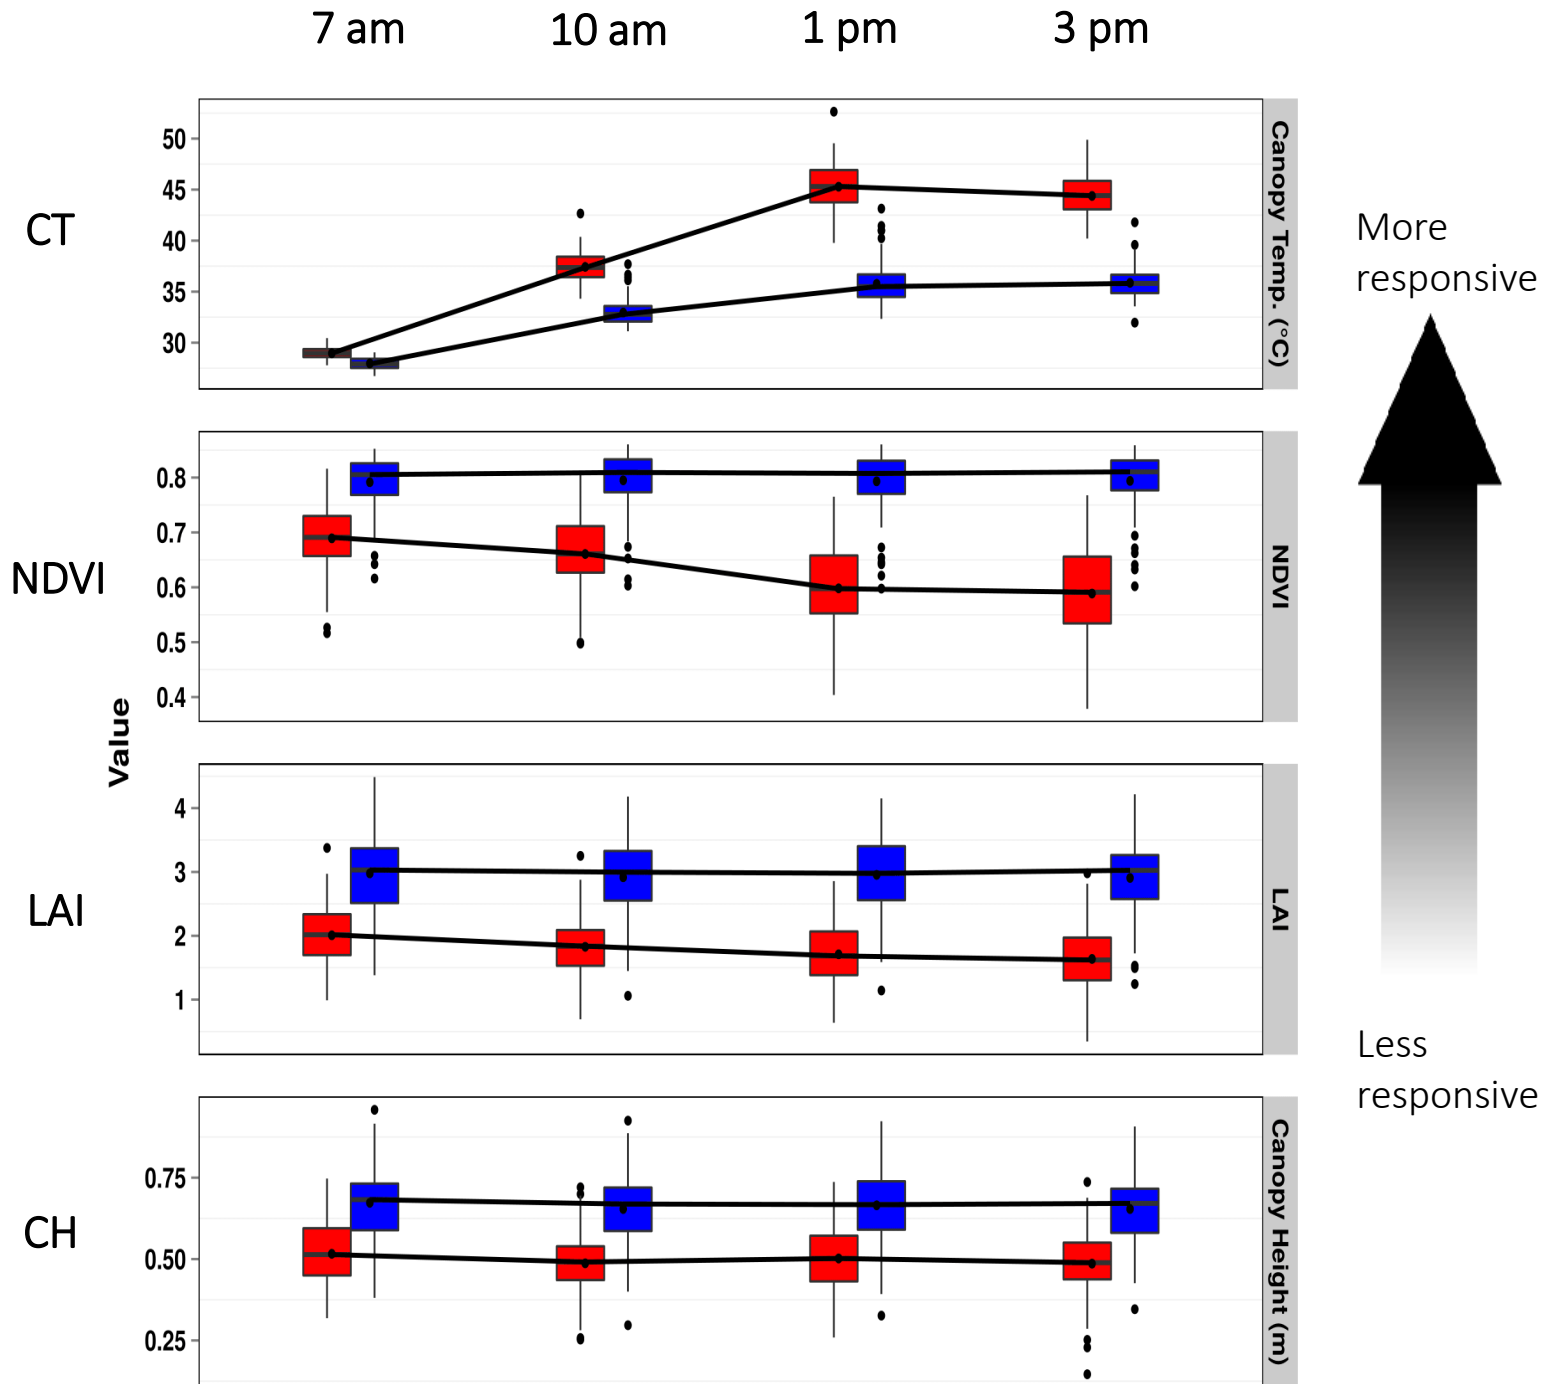 7 am 10 am 1 pm 3 pm
CT
50
45
40
35
30
Canopy Temp. (°C)
More
responsive
NDVI
0.8
0.7
0.6
0.5
0.4
NDVI
Value
LAI
4
3
2
1
LAI
Less
responsive
CH
0.75
0.50
0.25
Canopy Height (m)